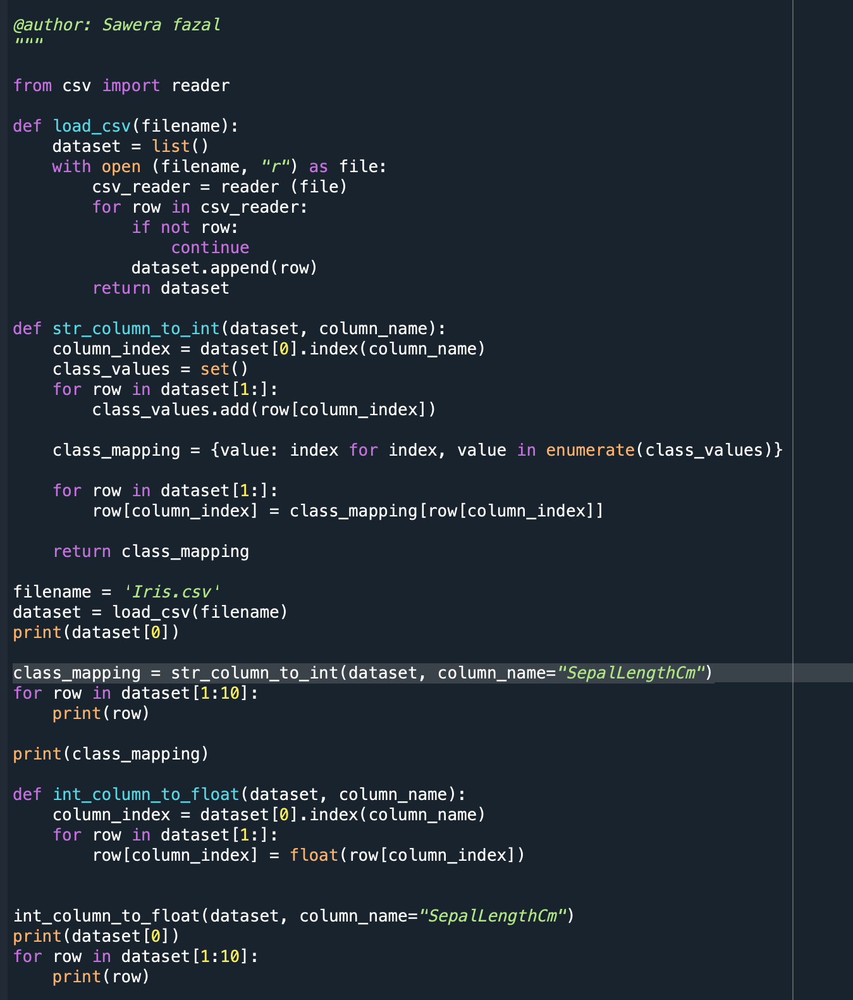 @author: Sawera fazal
"""
from csv import reader
def load_csv(filename):
    dataset = list()
    with open (filename, "r") as file:
        csv_reader = reader (file)
        for row in csv_reader:
            if not row:
                continue
            dataset.append(row)
        return dataset
def str_column_to_int(dataset, column_name):
    column_index = dataset[0].index(column_name)
    class_values = set()
    for row in dataset[1:]:
        class_values.add(row[column_index])
    class_mapping = {value: index for index, value in enumerate(class_values)}
    for row in dataset[1:]:
        row[column_index] = class_mapping[row[column_index]]
    return class_mapping
filename = 'Iris.csv'
dataset = load_csv(filename)
print(dataset[0])
class_mapping = str_column_to_int(dataset, column_name="SepalLengthCm")
for row in dataset[1:10]:
    print(row)
print(class_mapping)
def int_column_to_float(dataset, column_name):
    column_index = dataset[0].index(column_name)
    for row in dataset[1:]:
        row[column_index] = float(row[column_index])
int_column_to_float(dataset, column_name="SepalLengthCm")
print(dataset[0])
for row in dataset[1:10]:
    print(row)